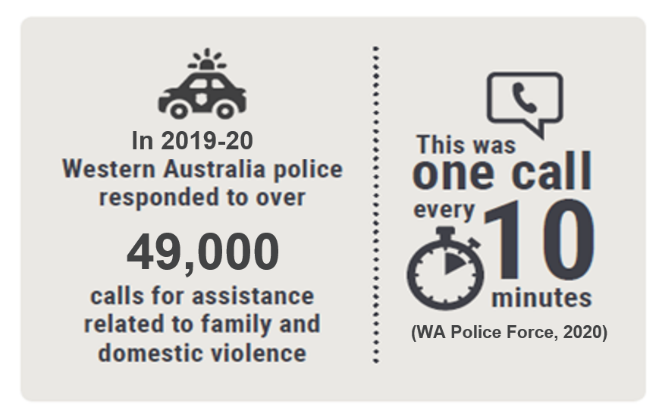 In 2019-20
Western Australia police
responded to over
49,000
calls for assistance
related to family and
domestic violence
This was
one call
every 10
minutes
(WA Police Force, 2020)